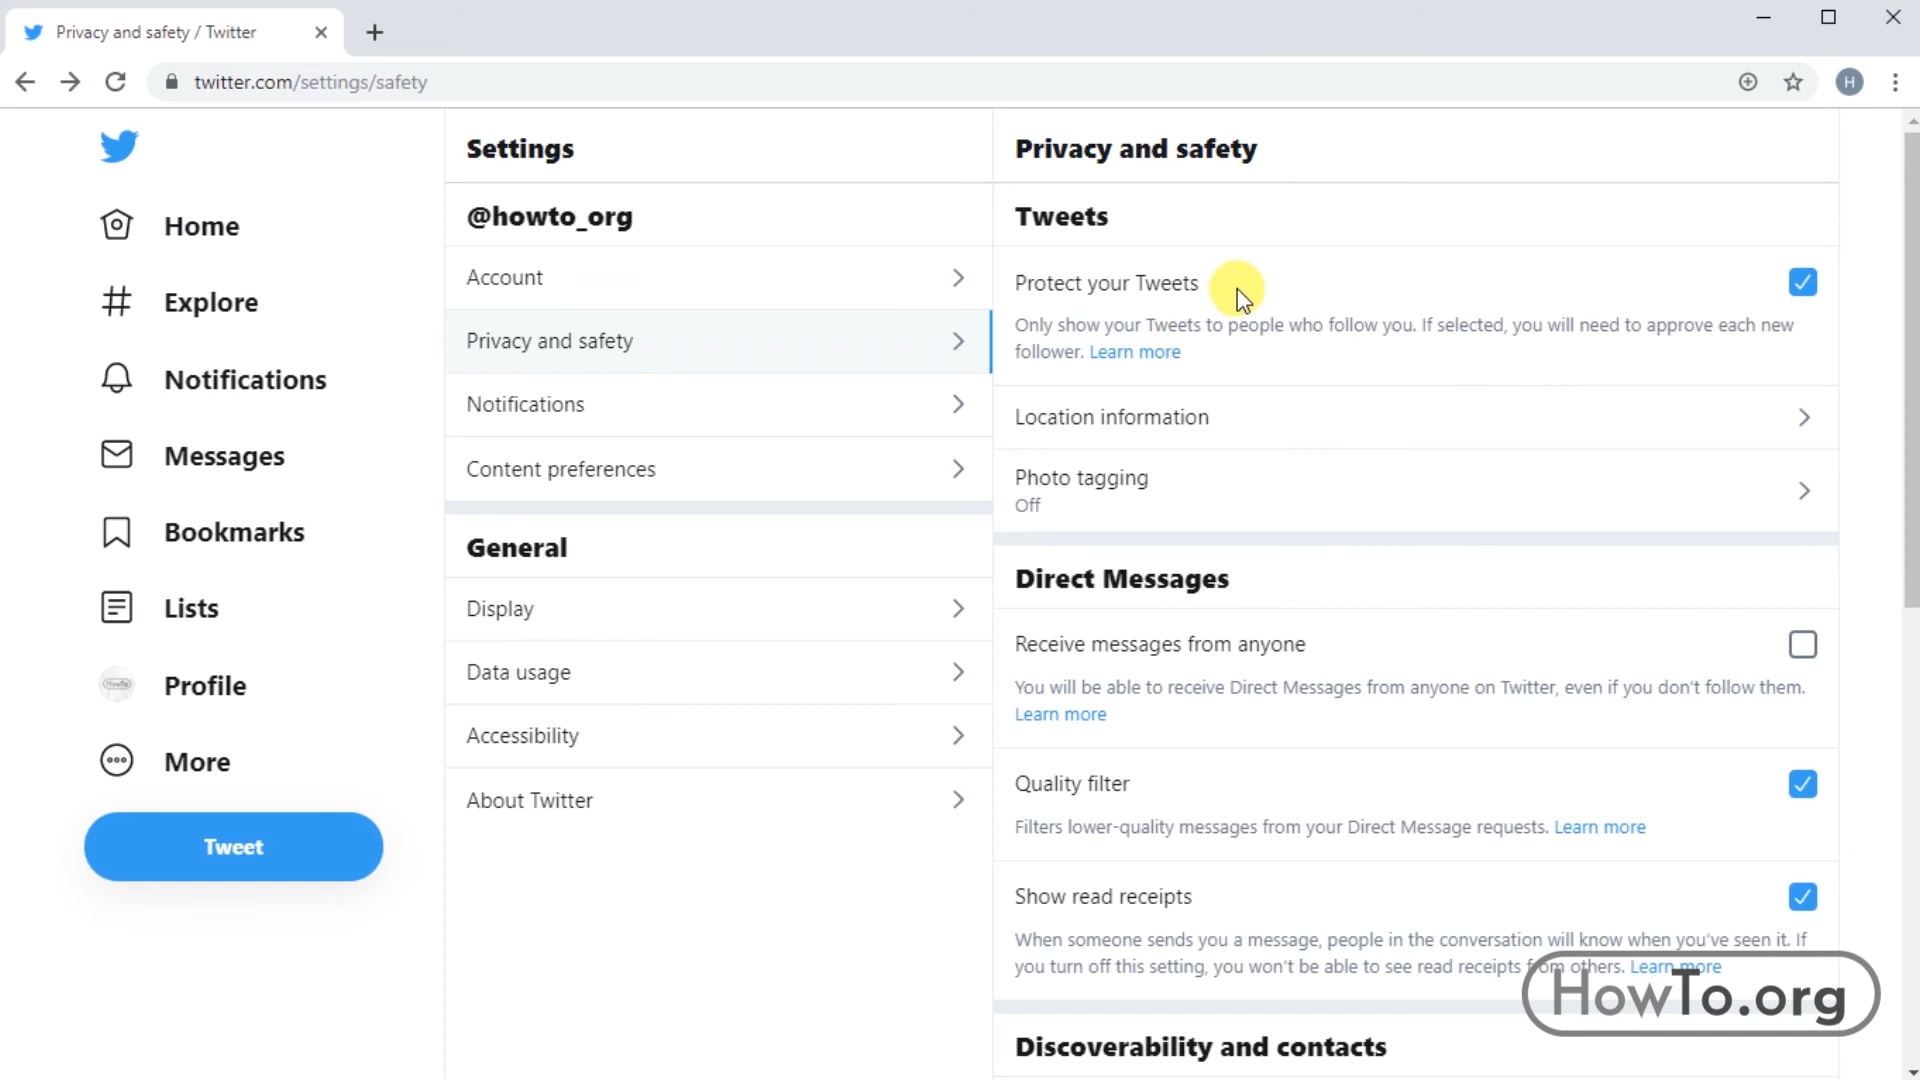 Privacy and safety / Twitter
twitter.com/settings/safety
H
Home
Explore
Notifications
Messages
Bookmarks
Lists
HowTo
Profile
More
Tweet
Settings
@howto_org
Account
Privacy and safety
Notifications
Content preferences
General
Display
Data usage
Accessibility
About Twitter
Privacy and safety
Tweets
Protect your Tweets
Only show your Tweets to people who follow you. If selected, you will need to approve each new
follower. Learn more
Location information
Photo tagging
Off
Direct Messages
Receive messages from anyone
You will be able to receive Direct Messages from anyone on Twitter, even if you don't follow them.
Learn more
Quality filter
Filters lower-quality messages from your Direct Message requests. Learn more
Show read receipts
When someone sends you a message, people in the conversation will know when you've seen it. If
you turn off this setting, you won't be able to see read receipts from others. Learn more
HowTo.org
Discoverability and contacts